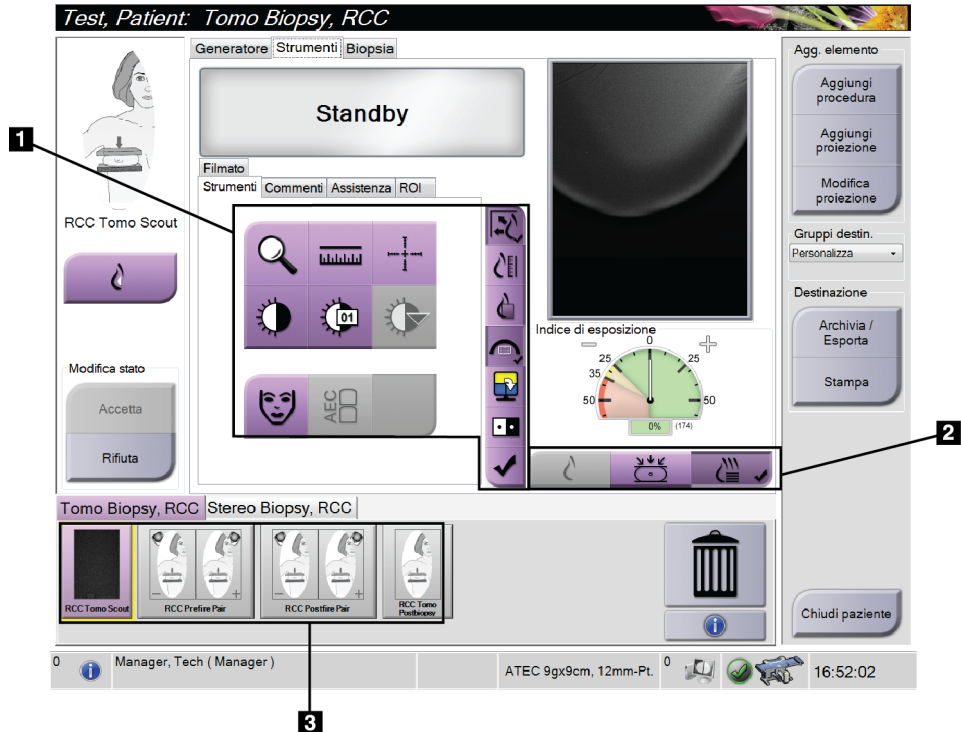 Test, Patient: Tomo Biopsy, RCC
Generatore Strumenti Biopsia
Standby
Filmato
Strumenti Commenti Assistenza ROI
1
RCC Tomo Scout
01
AEC
Modifica stato
Accetta
Rifiuta
Indice di esposizione
0
25 25
35
50 50
0% (174)
2
Agg. elemento
Aggiungi
procedura
Aggiungi
proiezione
Modifica
proiezione
Gruppi destin.
Personalizza
Destinazione
Archivia /
Esporta
Stampa
Tomo Biopsy, RCC Stereo Biopsy, RCC
RCC Tomo Scout
RCC Prefire Pair
RCC Postfire Pair
RCC Tomo
Postbiopsy
Chiudi paziente
0 Manager, Tech ( Manager ) ATEC 9gx9cm, 12mm-Pt. 0 16:52:02
3